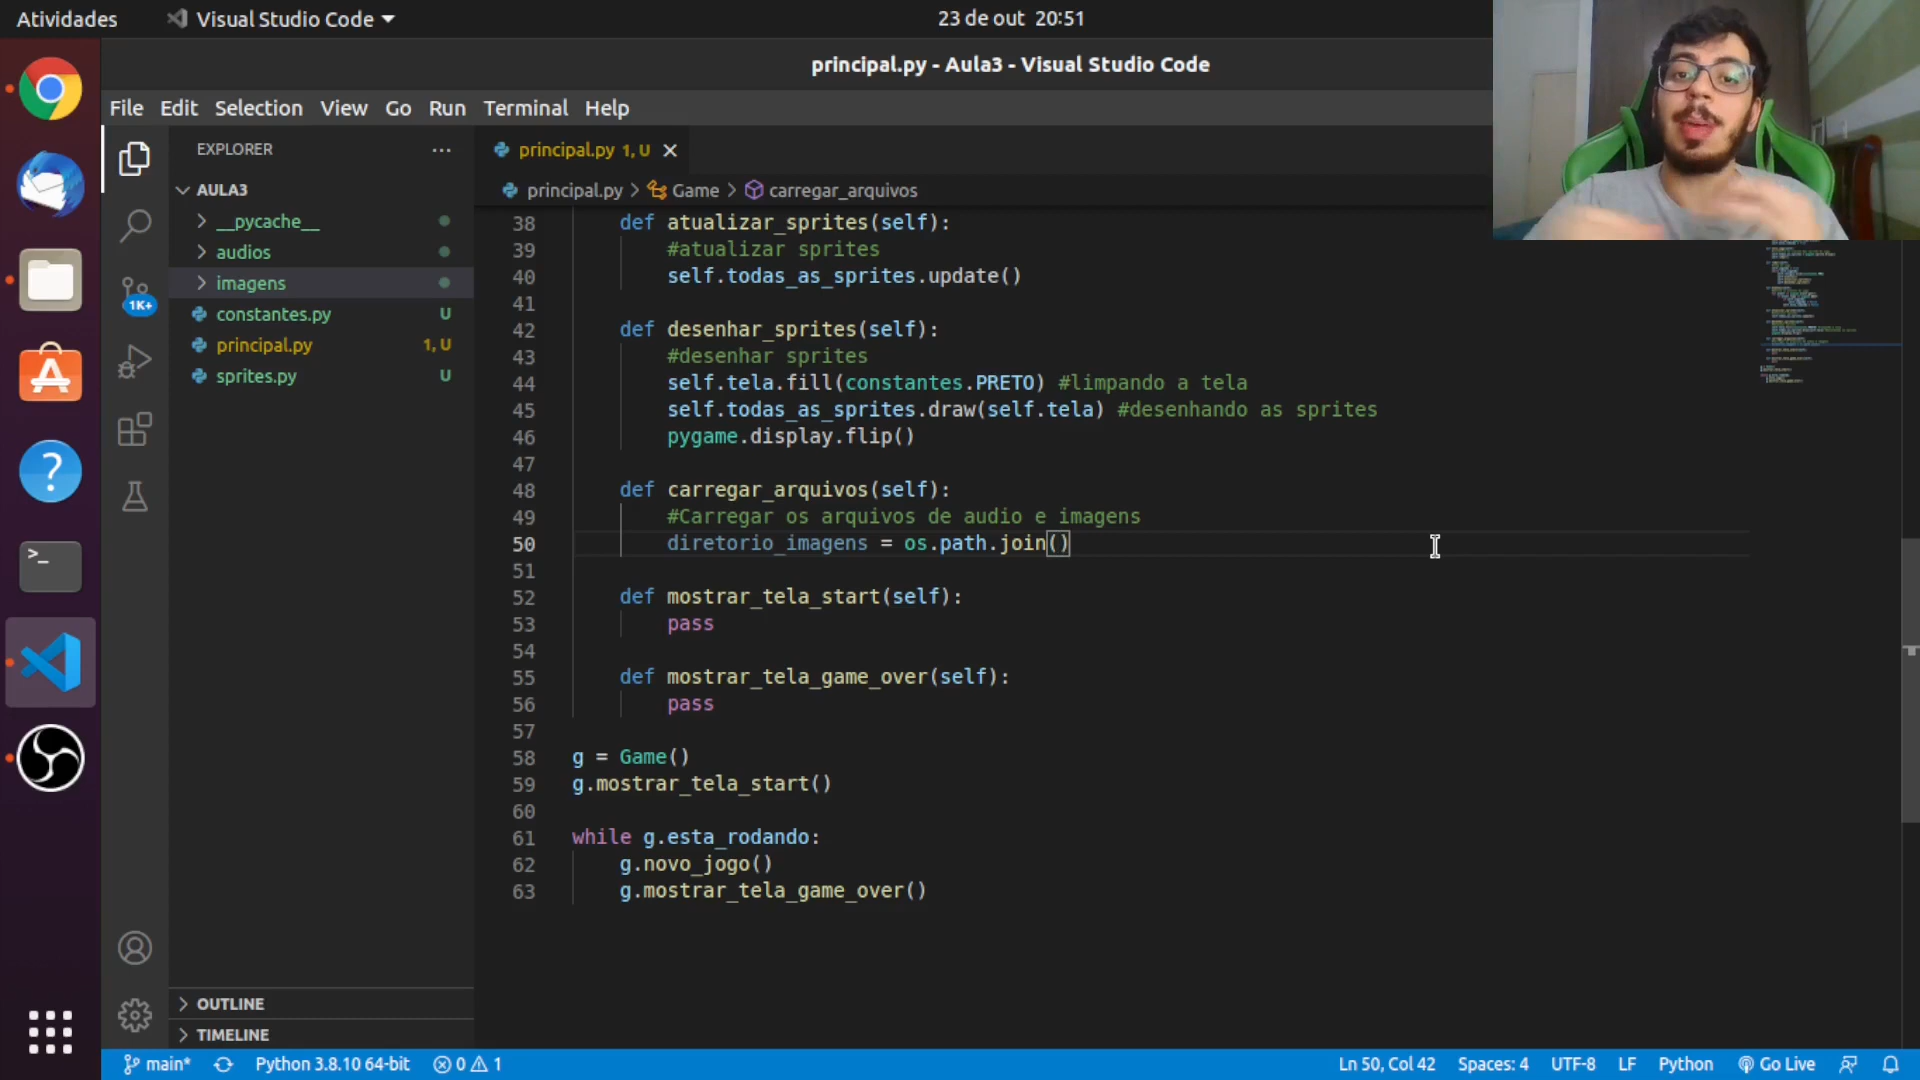 Atividades
Visual Studio Code
23 de out 20:51
principal.py - Aula3 - Visual Studio Code
File Edit Selection View Go Run Terminal Help
EXPLORER
AULA3
__pycache__
audios
imagens
constantes.py U
principal.py 1, U
sprites.py U
1K+
OUTLINE
TIMELINE
principal.py 1, U
principal.py > Game > carregar_arquivos
38 def atualizar_sprites(self):
39 #atualizar sprites
40 self.todas_as_sprites.update()
41
42 def desenhar_sprites(self):
43 #desenhar sprites
44 self.tela.fill(constantes.PRETO) #limpando a tela
45 self.todas_as_sprites.draw(self.tela) #desenhando as sprites
46 pygame.display.flip()
47
48 def carregar_arquivos(self):
49 #Carregar os arquivos de audio e imagens
50 diretorio_imagens = os.path.join()
51
52 def mostrar_tela_start(self):
53 pass
54
55 def mostrar_tela_game_over(self):
56 pass
57
58 g = Game()
59 g.mostrar_tela_start()
60
61 while g.esta_rodando:
62 g.novo_jogo()
63 g.mostrar_tela_game_over()
main* Python 3.8.10 64-bit 0 1 Ln 50, Col 42 Spaces: 4 UTF-8 LF Python Go Live